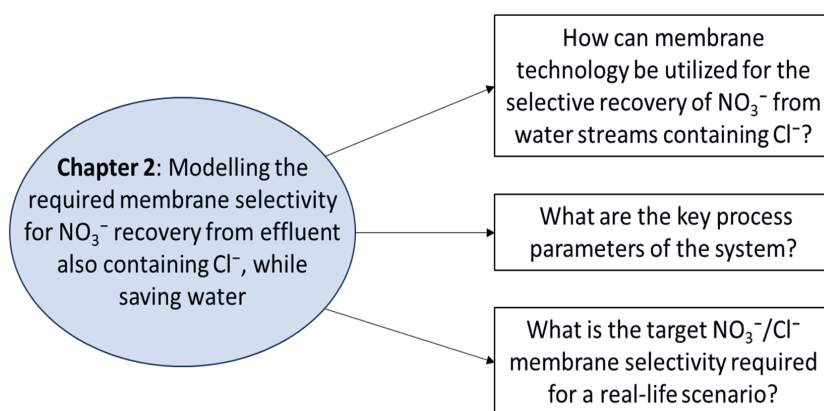 Chapter 2: Modelling the
required membrane selectivity
for NO₃⁻ recovery from effluent
also containing Cl⁻, while
saving water
How can membrane
technology be utilized for the
selective recovery of NO₃⁻ from
water streams containing Cl⁻?
What are the key process
parameters of the system?
What is the target NO₃⁻/Cl⁻
membrane selectivity required
for a real-life scenario?